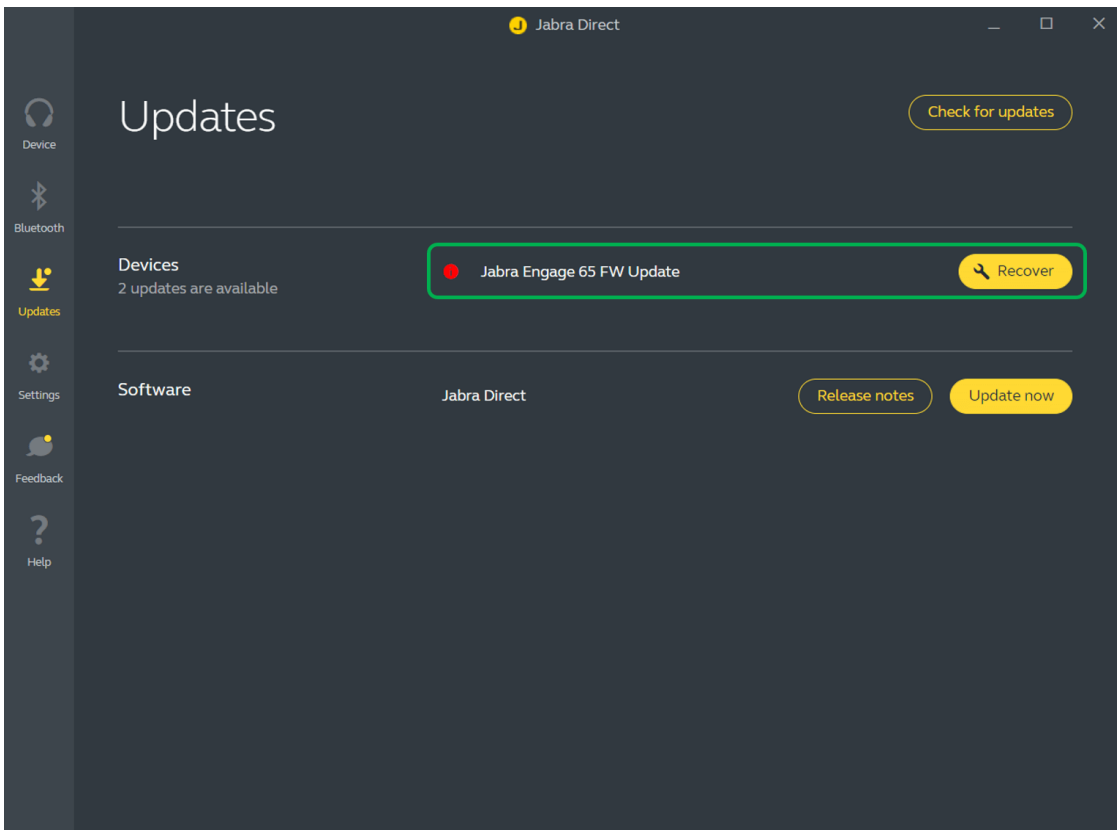 Jabra Direct
Updates
Check for updates
Device
Bluetooth
Devices
2 updates are available
Jabra Engage 65 FW Update
Recover
Updates
Software
Jabra Direct
Release notes
Update now
Settings
Feedback
Help